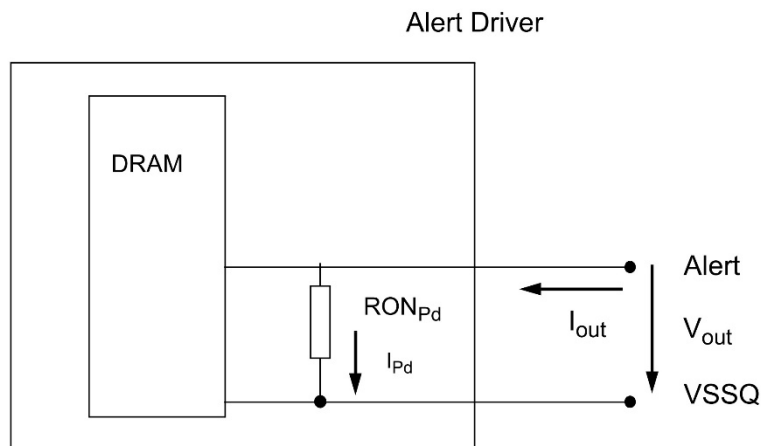 Alert Driver
DRAM
Alert
RONPd
Iout
Vout
IPd
VSSQ